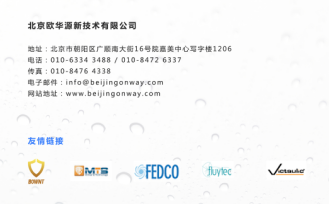 北京欧华源新技术有限公司
地址：北京市朝阳区广顺南大街16号院嘉美中心写字楼1206
电话：010-6334 3488 / 010-8472 6337
传真：010-8476 4338
电子邮件：info@beijingonway.com
网站地址：www.beijingonway.com
友情链接
BOWNT
MTS
FEDCO
fluytec
Victaulic